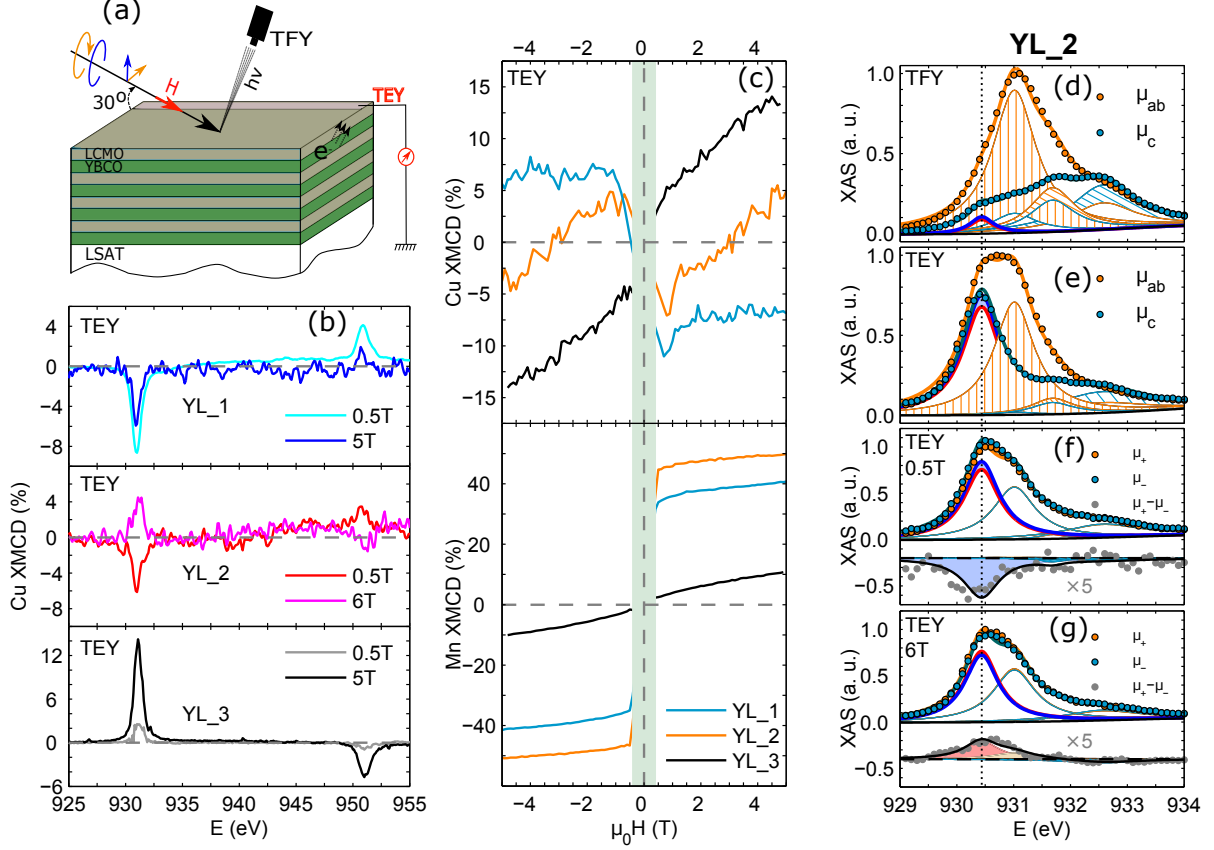 (a)
TFY
hν
H
30°
TEY
e⁻
LCMO
YBCO
LSAT
(b)
TEY
YL_1
0.5T
5T
TEY
YL_2
0.5T
6T
TEY
YL_3
0.5T
5T
4
0
−4
−8
4
0
−4
−8
12
6
0
−6
Cu XMCD (%)
925 930 935 940 945 950 955
E (eV)
−4 −2 0 2 4
TEY
(c)
15
10
5
0
−5
−10
−15
Cu XMCD (%)
40
20
0
−20
−40
Mn XMCD (%)
YL_1
YL_2
YL_3
−4 −2 0 2 4
μ₀H (T)
YL_2
TFY
(d)
μab
μc
1.0
0.5
0.0
XAS (a. u.)
TEY
(e)
μab
μc
1.0
0.5
0.0
XAS (a. u.)
TEY
0.5T
(f)
μ₊
μ₋
μ₊−μ₋
×5
1.0
0.5
0.0
−0.5
XAS (a. u.)
TEY
6T
(g)
μ₊
μ₋
μ₊−μ₋
×5
1.0
0.5
0.0
−0.5
XAS (a. u.)
929 930 931 932 933 934
E (eV)